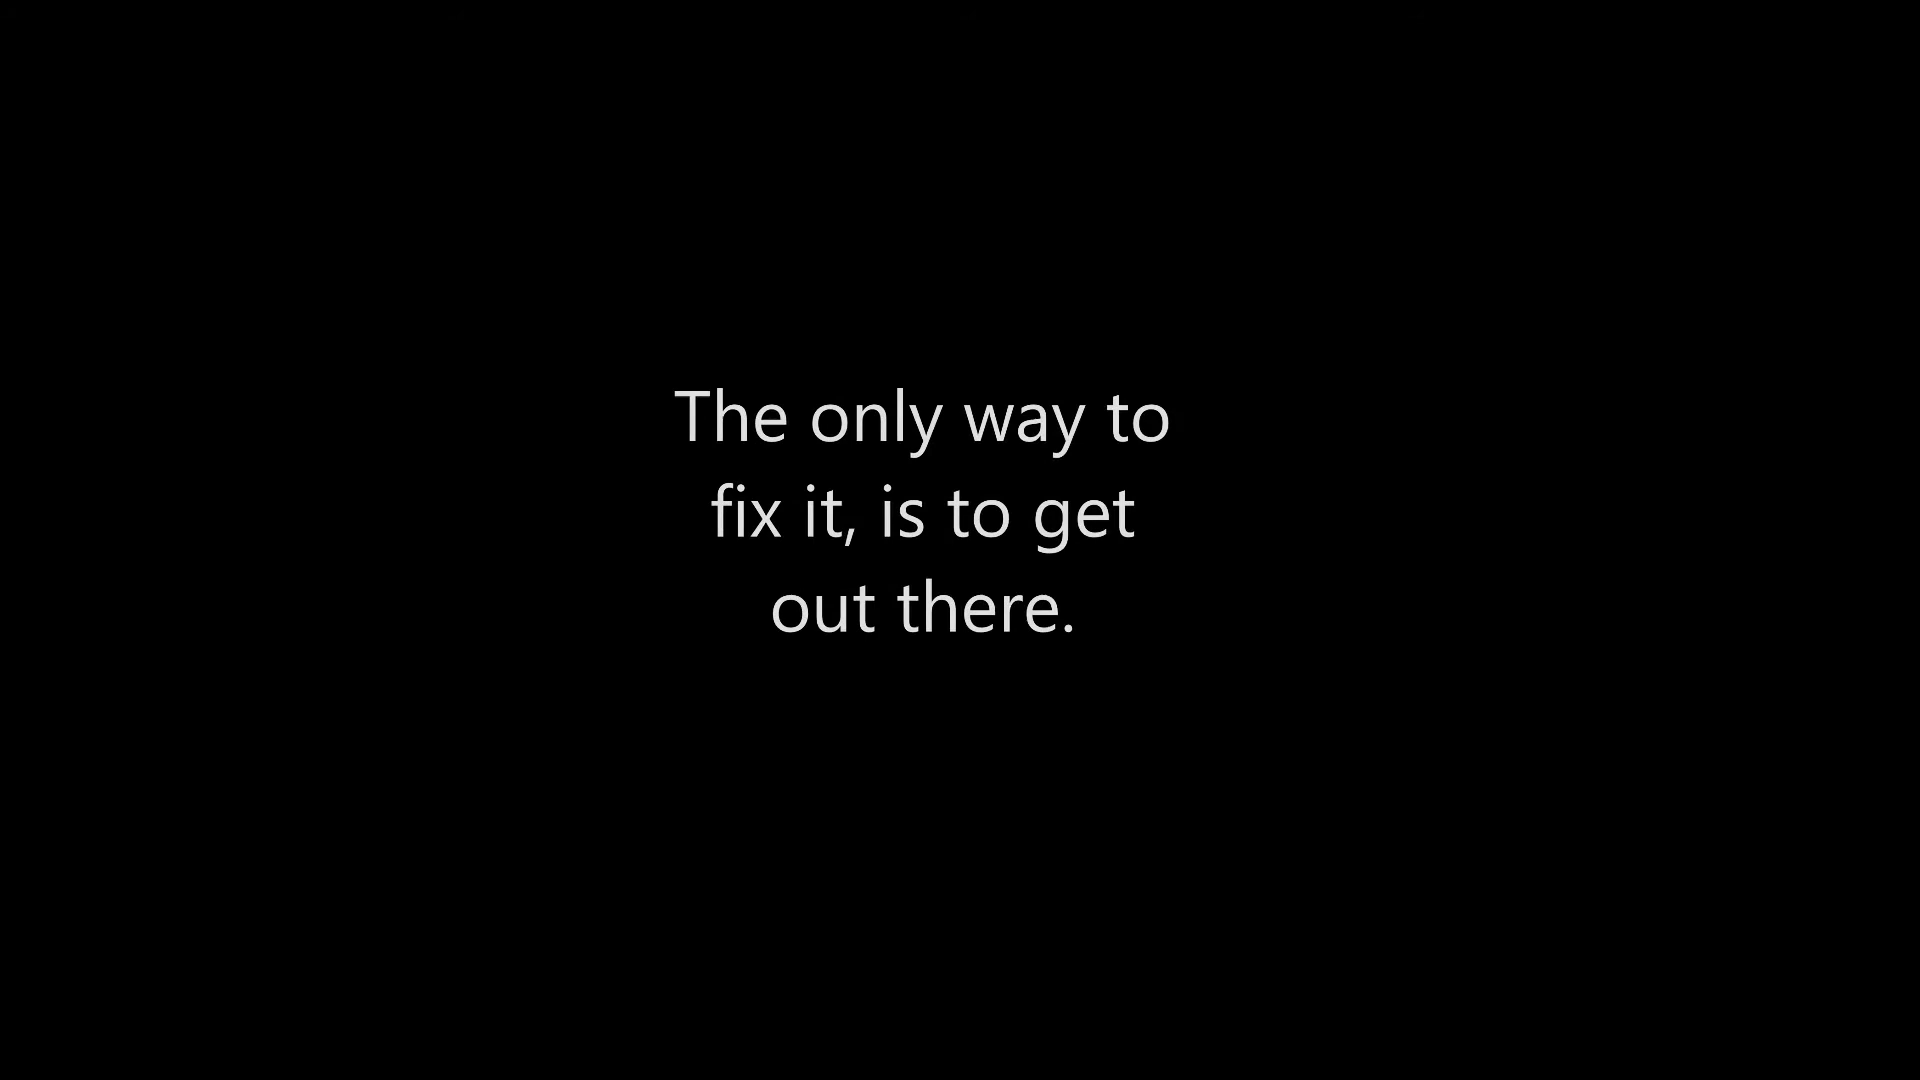 The only way to
fix it, is to get
out there.